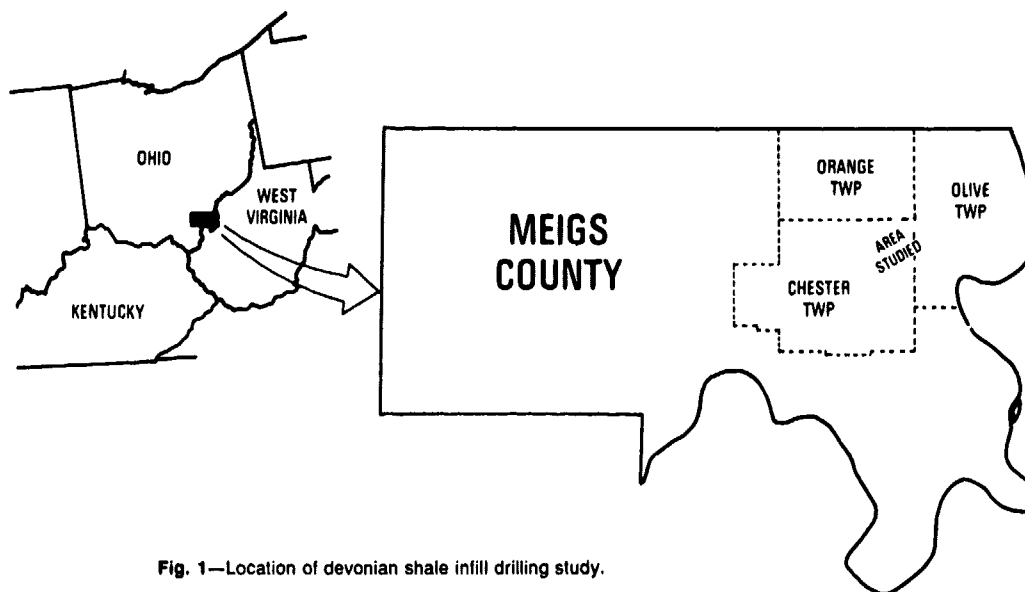 OHIO
WEST
VIRGINIA
KENTUCKY
MEIGS
COUNTY
ORANGE
TWP
OLIVE
TWP
AREA
STUDIED
CHESTER
TWP
Fig. 1—Location of devonian shale infill drilling study.